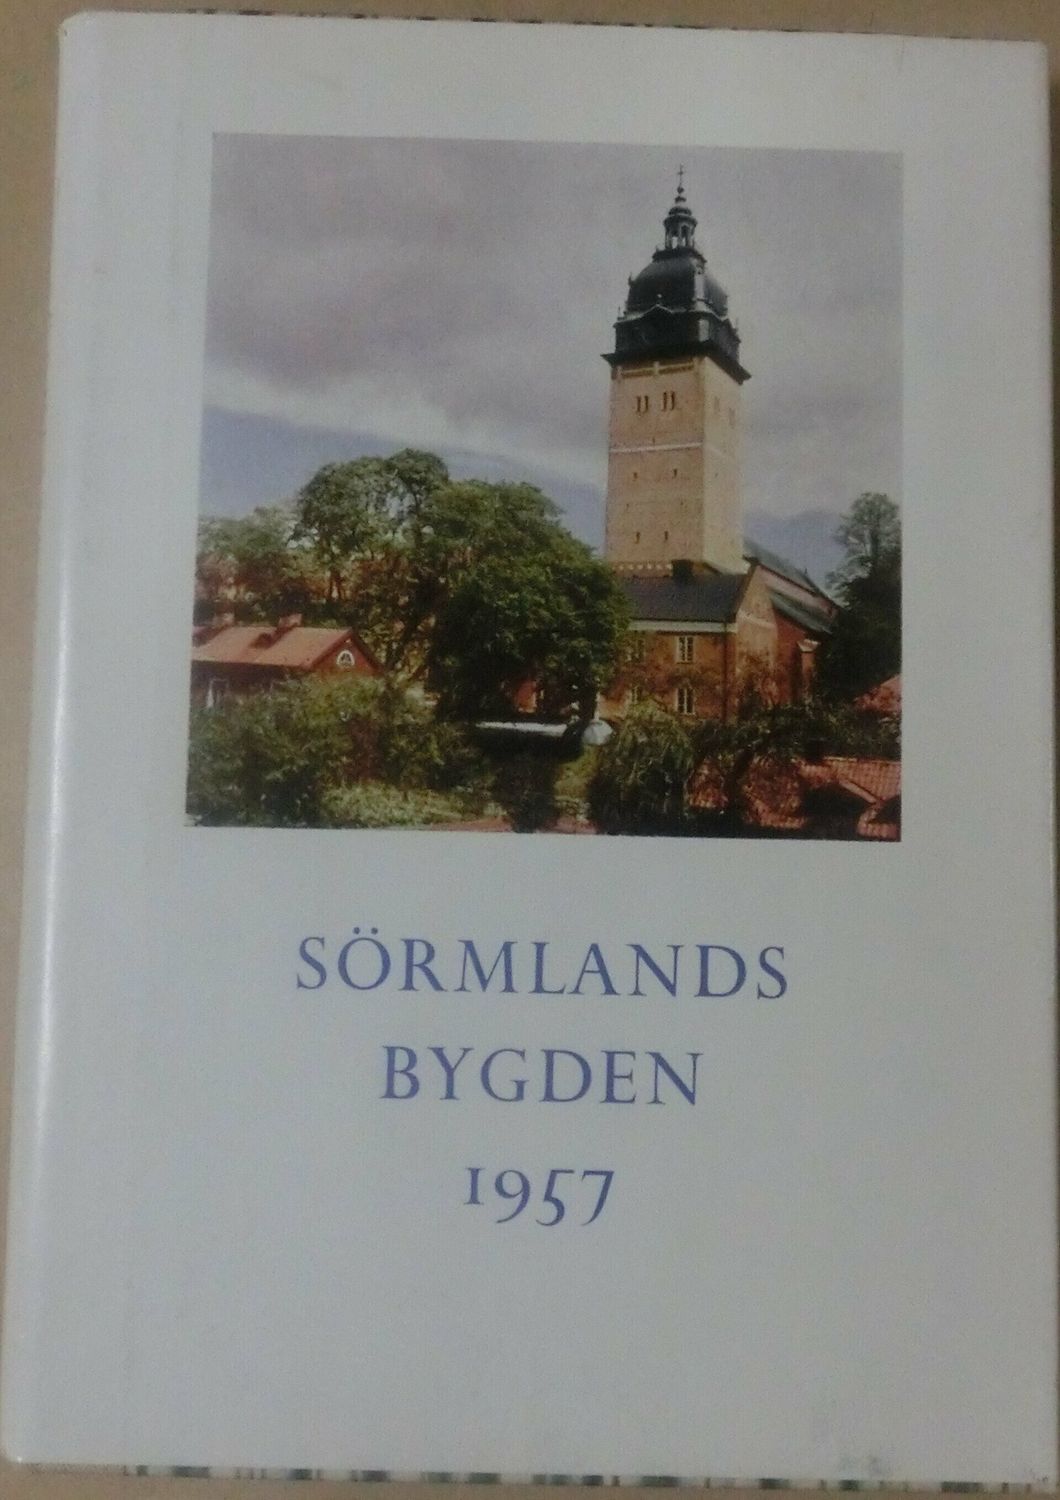 SÖRMLANDS
BYGDEN
1957